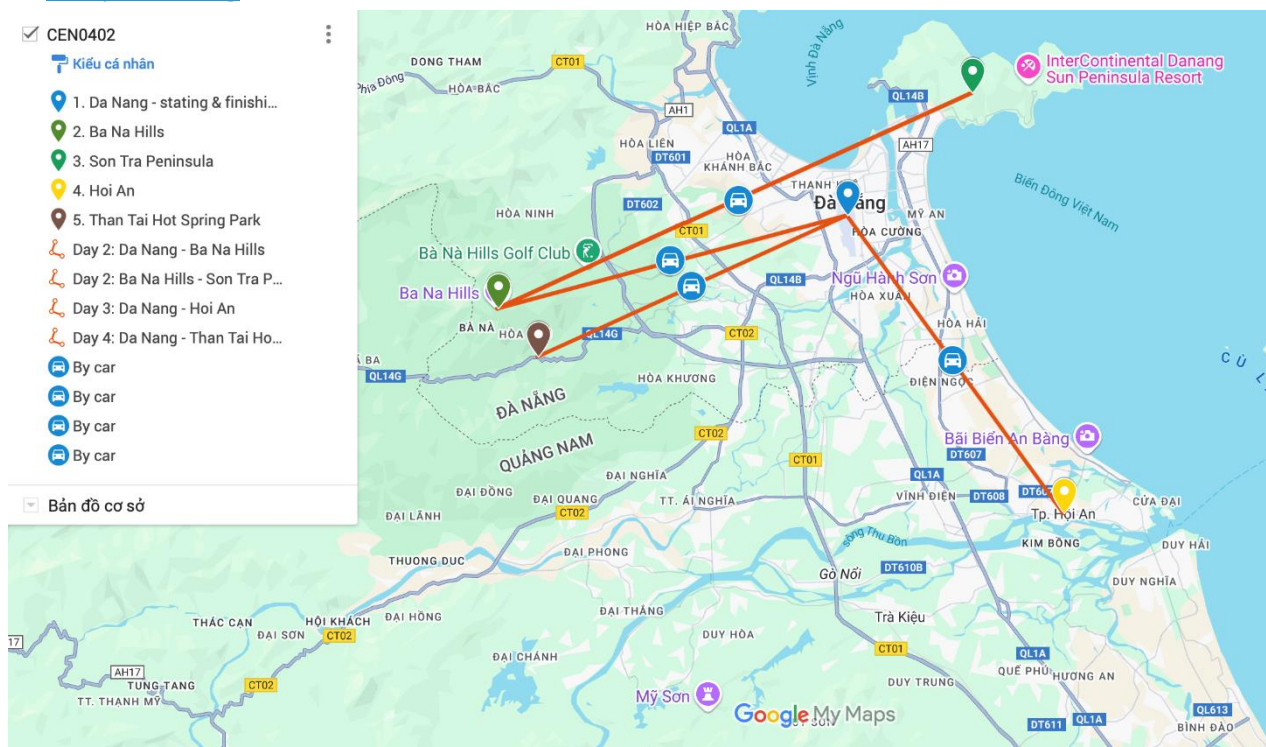 CEN0402
Kiểu cá nhân
1. Da Nang - stating & finishi...
2. Ba Na Hills
3. Son Tra Peninsula
4. Hoi An
5. Than Tai Hot Spring Park
Day 2: Da Nang - Ba Na Hills
Day 2: Ba Na Hills - Son Tra P...
Day 3: Da Nang - Hoi An
Day 4: Da Nang - Than Tai Ho...
By car
By car
By car
By car
Bản đồ cơ sở
HÒA HIỆP BẮC
DONG THAM
CT01
Phía Đông
HÒA BẮC
Vịnh Đà Nẵng
InterContinental Danang
Sun Peninsula Resort
QL14B
AH1
QL1A
HÒA LIÊN
AH17
DT601
HÒA
KHÁNH BẮC
Biển Đông Việt Nam
DT602
HÒA NINH
Đà
ng
MỸ AN
CT01
HÒA CƯỜNG
Bà Nà Hills Golf Club
Ngũ Hành Sơn
QL14B
HÒA XUÂN
Ba Na Hills
BÀ NÀ
HÒA
QL14G
CT02
HÒA HẢI
BA
QL14G
HÒA KHƯƠNG
ĐIỆN NGỌC
CÙ L
ĐÀ NẴNG
QUẢNG NAM
CT02
Bãi Biển An Bàng
DT607
CT01
ĐẠI NGHĨA
QL1A
ĐẠI ĐỒNG
ĐẠI QUANG
TT. ÁI NGHĨA
VĨNH ĐIỆN
DT608
CỬA ĐẠI
CT02
ĐẠI LÃNH
Tp. Hội An
sông Thu Bồn
KIM BỒNG
DUY HẢI
THUONG DUC
ĐẠI PHONG
Gò Nổi
DT610B
DUY NGHĨA
THÁC CẠN
HỘI KHÁCH
ĐẠI HỒNG
ĐẠI THẮNG
Trà Kiệu
ĐẠI SƠN
CT02
DUY HÒA
17
CT01
QL1A
ĐẠI CHÁNH
AH17
QUẾ PHÚ
HƯƠNG AN
TUNG TANG
CT02
DUY TRUNG
TT. THẠNH MỸ
Mỹ Sơn
Google My Maps
QL613
DT611
QL1A
BÌNH ĐÀO